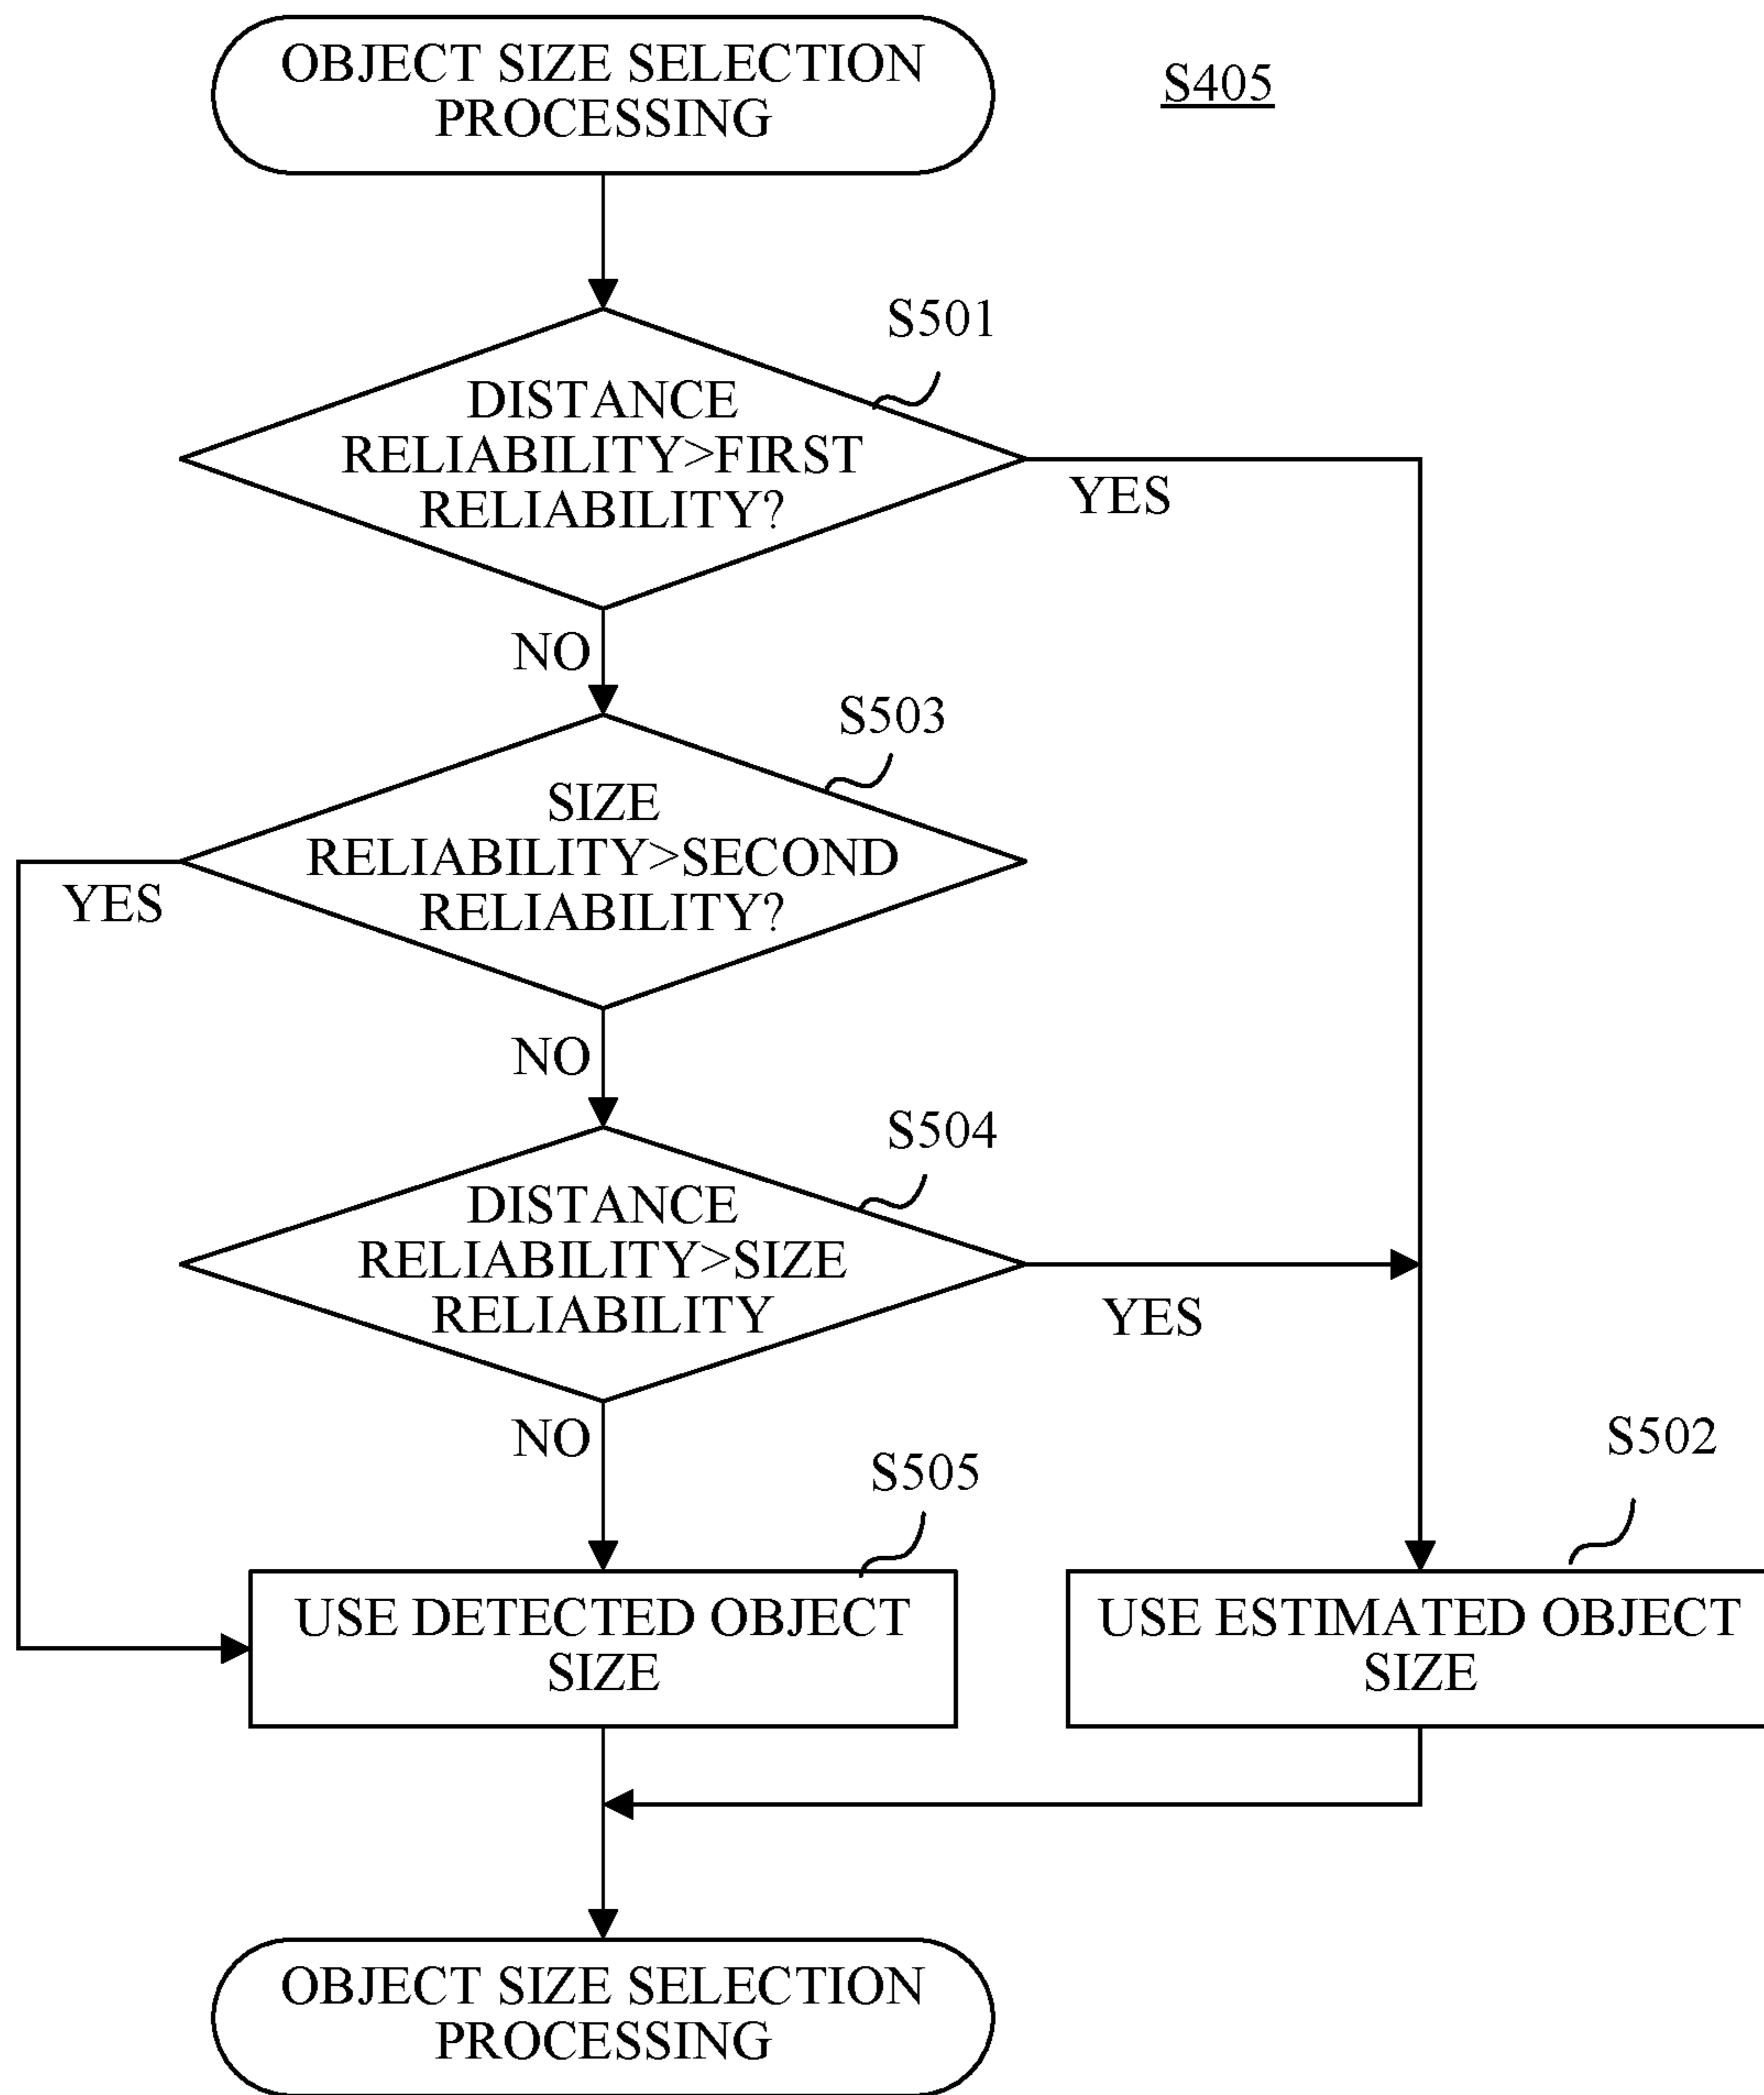 OBJECT SIZE SELECTION
PROCESSING
S405
S501
DISTANCE
RELIABILITY>FIRST
RELIABILITY?
YES
NO
S503
SIZE
RELIABILITY>SECOND
RELIABILITY?
YES
NO
S504
DISTANCE
RELIABILITY>SIZE
RELIABILITY
YES
NO
S505
S502
USE DETECTED OBJECT
SIZE
USE ESTIMATED OBJECT
SIZE
OBJECT SIZE SELECTION
PROCESSING